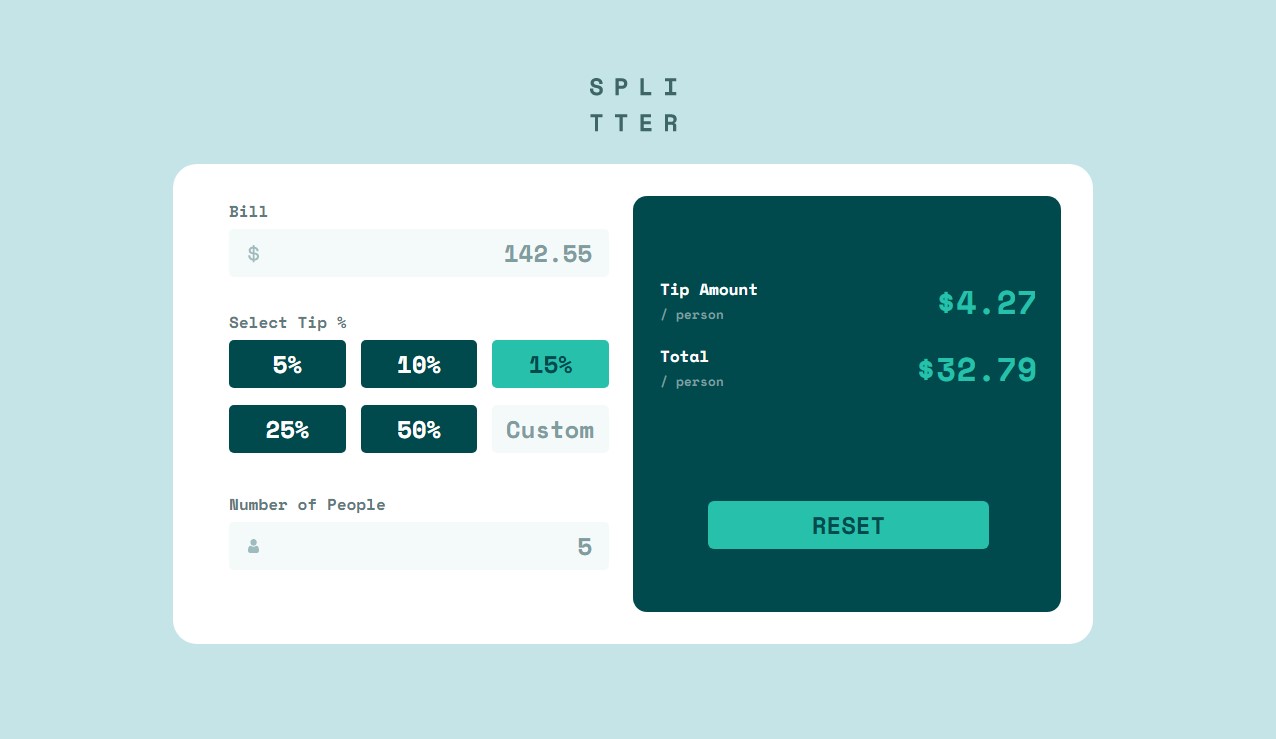 SPLI
TTER
Bill
$ 142.55
Select Tip %
5% 10% 15%
25% 50% Custom
Number of People
5
Tip Amount
/ person
$4.27
Total
/ person
$32.79
RESET